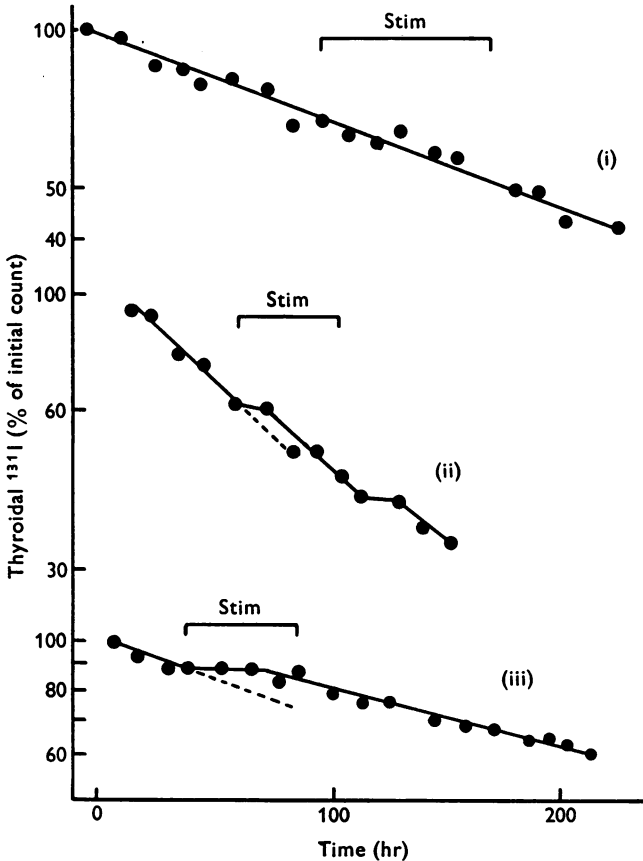 Stim
100
(i)
50
40
100
Stim
60
(ii)
30
Stim
100
80
(iii)
60
0
100
200
Time (hr)
Thyroidal ¹³¹I (% of initial count)